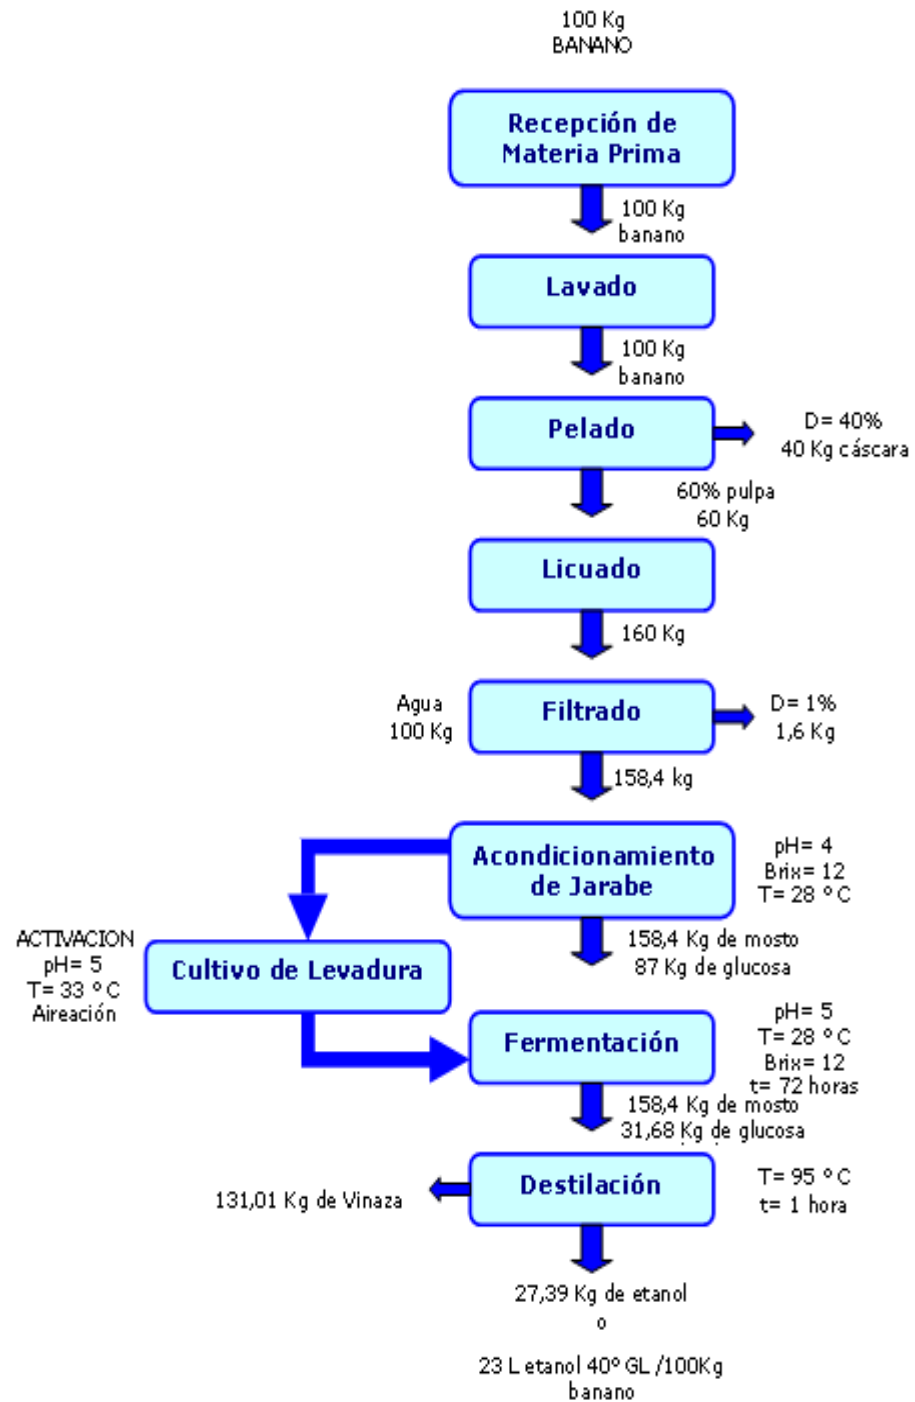 100 Kg
BANANO
Recepción de
Materia Prima
100 Kg
banano
Lavado
100 Kg
banano
Pelado
D= 40%
40 Kg cáscara
60% pulpa
60 Kg
Licuado
160 Kg
Agua
100 Kg
Filtrado
D= 1%
1,6 Kg
158,4 kg
Acondicionamiento
de Jarabe
pH= 4
Brix= 12
T= 28 º C
158,4 Kg de mosto
87 Kg de glucosa
ACTIVACION
pH= 5
T= 33 º C
Aireación
Cultivo de Levadura
Fermentación
pH= 5
T= 28 º C
Brix= 12
t= 72 horas
158,4 Kg de mosto
31,68 Kg de glucosa
Destilación
T= 95 º C
t= 1 hora
131,01 Kg de Vinaza
27,39 Kg de etanol
o
23 L etanol 40º GL /100Kg
banano